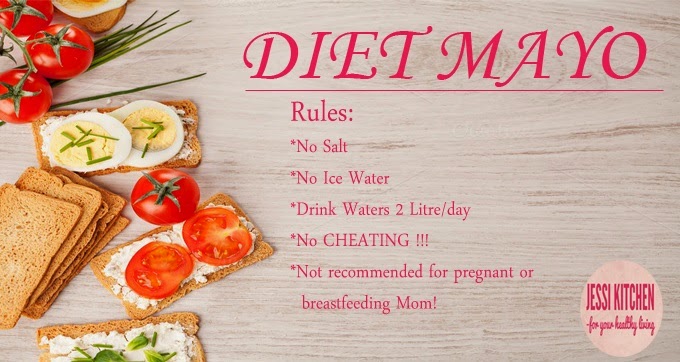 DIET MAYO
Rules:
*No Salt
*No Ice Water
*Drink Waters 2 Litre/day
*No CHEATING !!!
*Not recommended for pregnant or
breastfeeding Mom!
JESSI KITCHEN
-for your healthy living